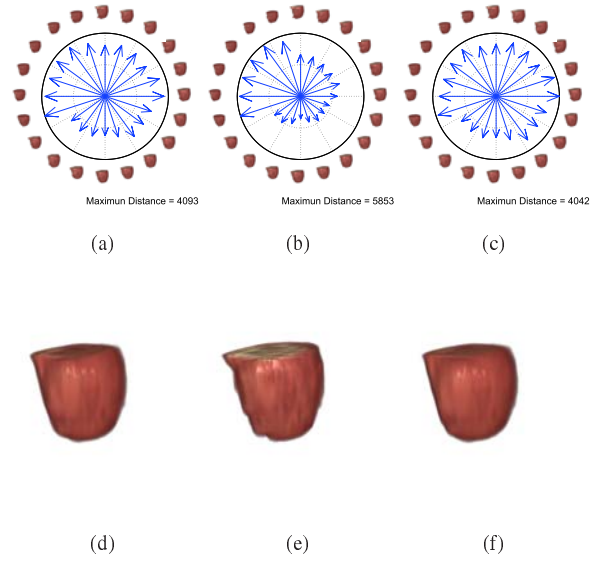 Maximun Distance = 4093 Maximun Distance = 5853 Maximun Distance = 4042
(a) (b) (c)
(d) (e) (f)